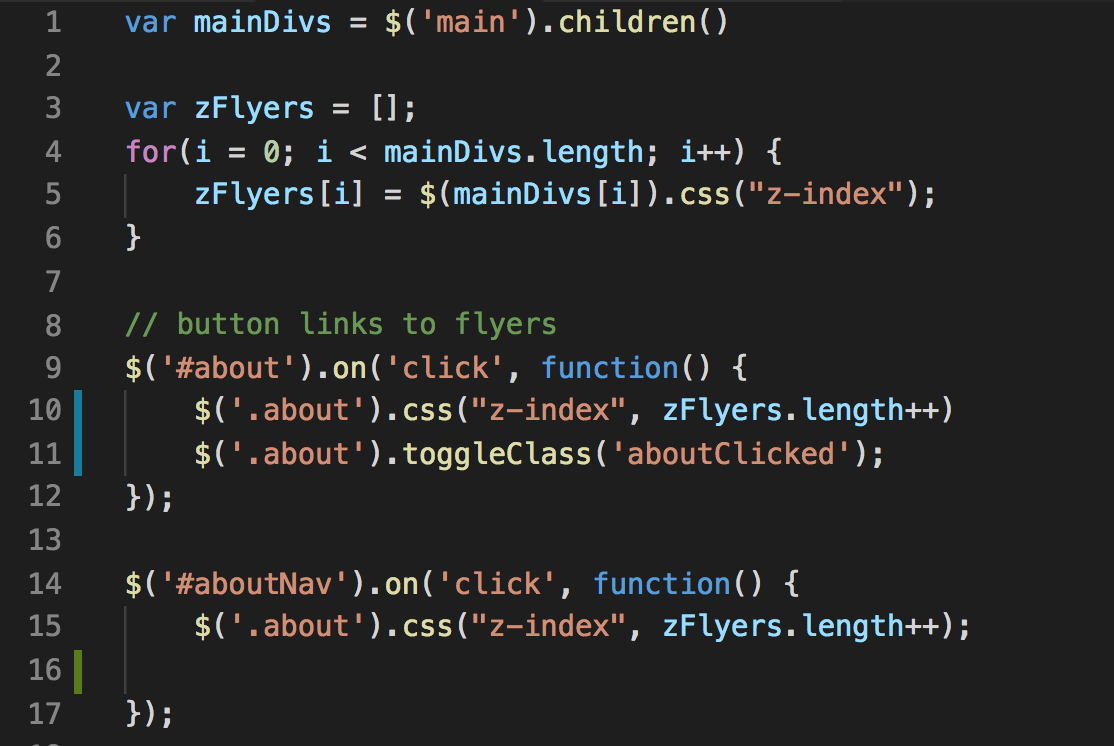 1 var mainDivs = $('main').children()
2
3 var zFlyers = [];
4 for(i = 0; i < mainDivs.length; i++) {
5 zFlyers[i] = $(mainDivs[i]).css("z-index");
6 }
7
8 // button links to flyers
9 $('#about').on('click', function() {
10 $('.about').css("z-index", zFlyers.length++)
11 $('.about').toggleClass('aboutClicked');
12 });
13
14 $('#aboutNav').on('click', function() {
15 $('.about').css("z-index", zFlyers.length++);
16
17 });